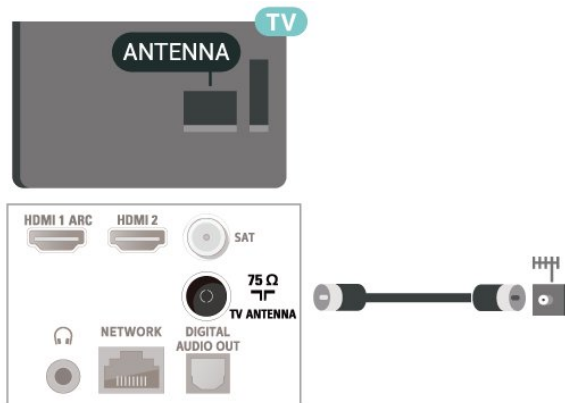 TV
ANTENNA
HDMI 1 ARC
HDMI 2
SAT
75 Ω
TV ANTENNA
NETWORK
DIGITAL
AUDIO OUT